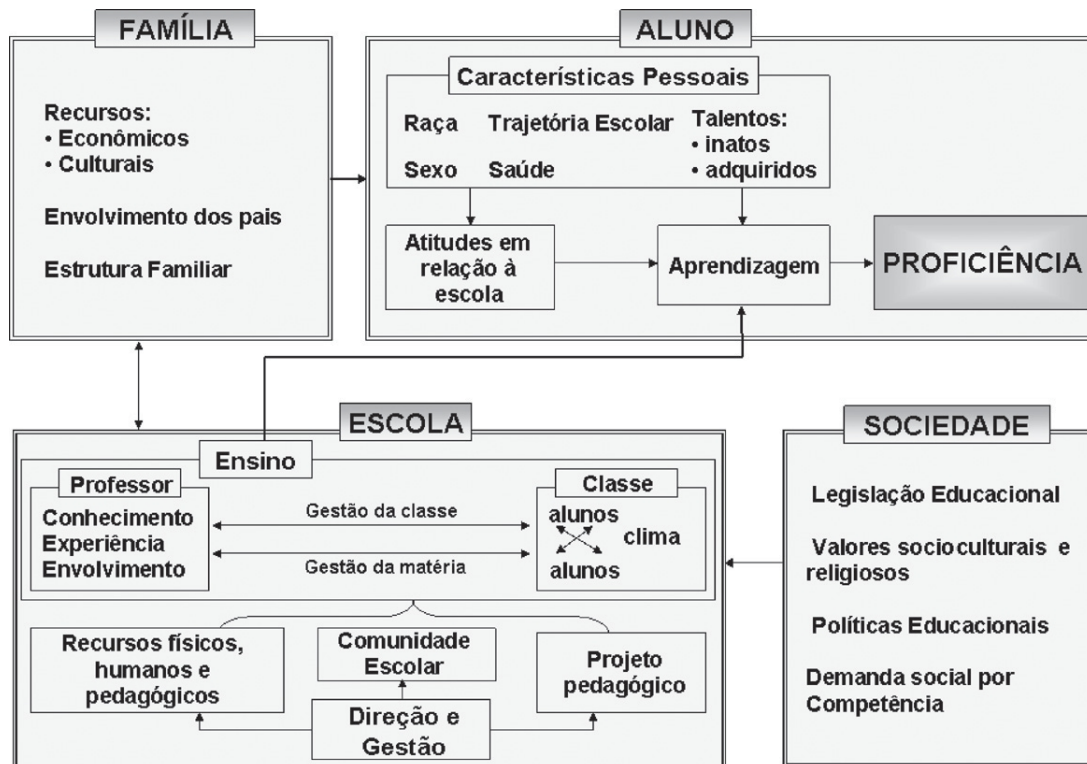 FAMÍLIA
Recursos:
• Econômicos
• Culturais
Envolvimento dos pais
Estrutura Familiar
ALUNO
Características Pessoais
Raça
Trajetória Escolar
Talentos:
• inatos
• adquiridos
Sexo
Saúde
Atitudes em
relação à
escola
Aprendizagem
PROFICIÊNCIA
ESCOLA
Ensino
Professor
Conhecimento
Experiência
Envolvimento
Gestão da classe
Gestão da matéria
Classe
alunos
clima
alunos
Recursos físicos,
humanos e
pedagógicos
Comunidade
Escolar
Projeto
pedagógico
Direção e
Gestão
SOCIEDADE
Legislação Educacional
Valores socioculturais e
religiosos
Políticas Educacionais
Demanda social por
Competência